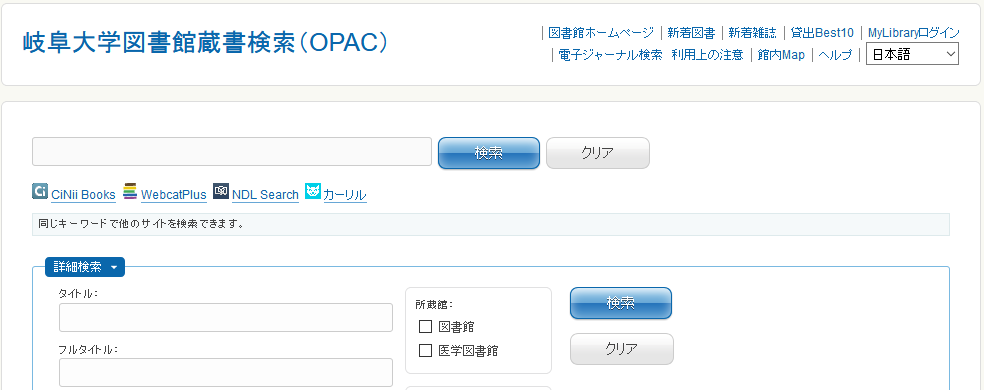 岐阜大学図書館蔵書検索(OPAC)
図書館ホームページ | 新着図書 | 新着雑誌 | 貸出Best10 | MyLibraryログイン
電子ジャーナル検索 利用上の注意 | 館内Map | ヘルプ | 日本語
検索 クリア
CiNii Books WebcatPlus NDL Search カーリル
同じキーワードで他のサイトを検索できます。
詳細検索
タイトル:
所蔵館:
検索
図書館
フルタイトル:
医学図書館
クリア